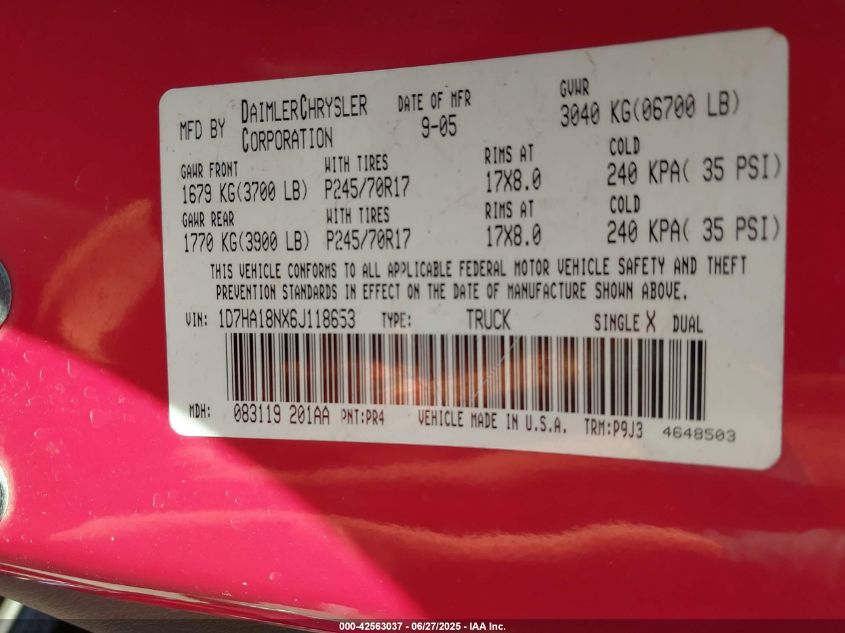 MFD BY DAIMLERCHRYSLER CORPORATION DATE OF MFR 9-05 GVWR 3040 KG(06700 LB)
GAWR FRONT WITH TIRES RIMS AT COLD
1679 KG(3700 LB) P245/70R17 17X8.0 240 KPA( 35 PSI)
GAWR REAR WITH TIRES RIMS AT COLD
1770 KG(3900 LB) P245/70R17 17X8.0 240 KPA( 35 PSI)
THIS VEHICLE CONFORMS TO ALL APPLICABLE FEDERAL MOTOR VEHICLE SAFETY AND THEFT
PREVENTION STANDARDS IN EFFECT ON THE DATE OF MANUFACTURE SHOWN ABOVE.
VIN: 1D7HA18NX6J118653 TYPE: TRUCK SINGLE X DUAL
MDH: 083119 201AA PNT:PR4 VEHICLE MADE IN U.S.A. TRM:P9J3 4648503
000-42563037 - 06/27/2025 - IAA Inc.